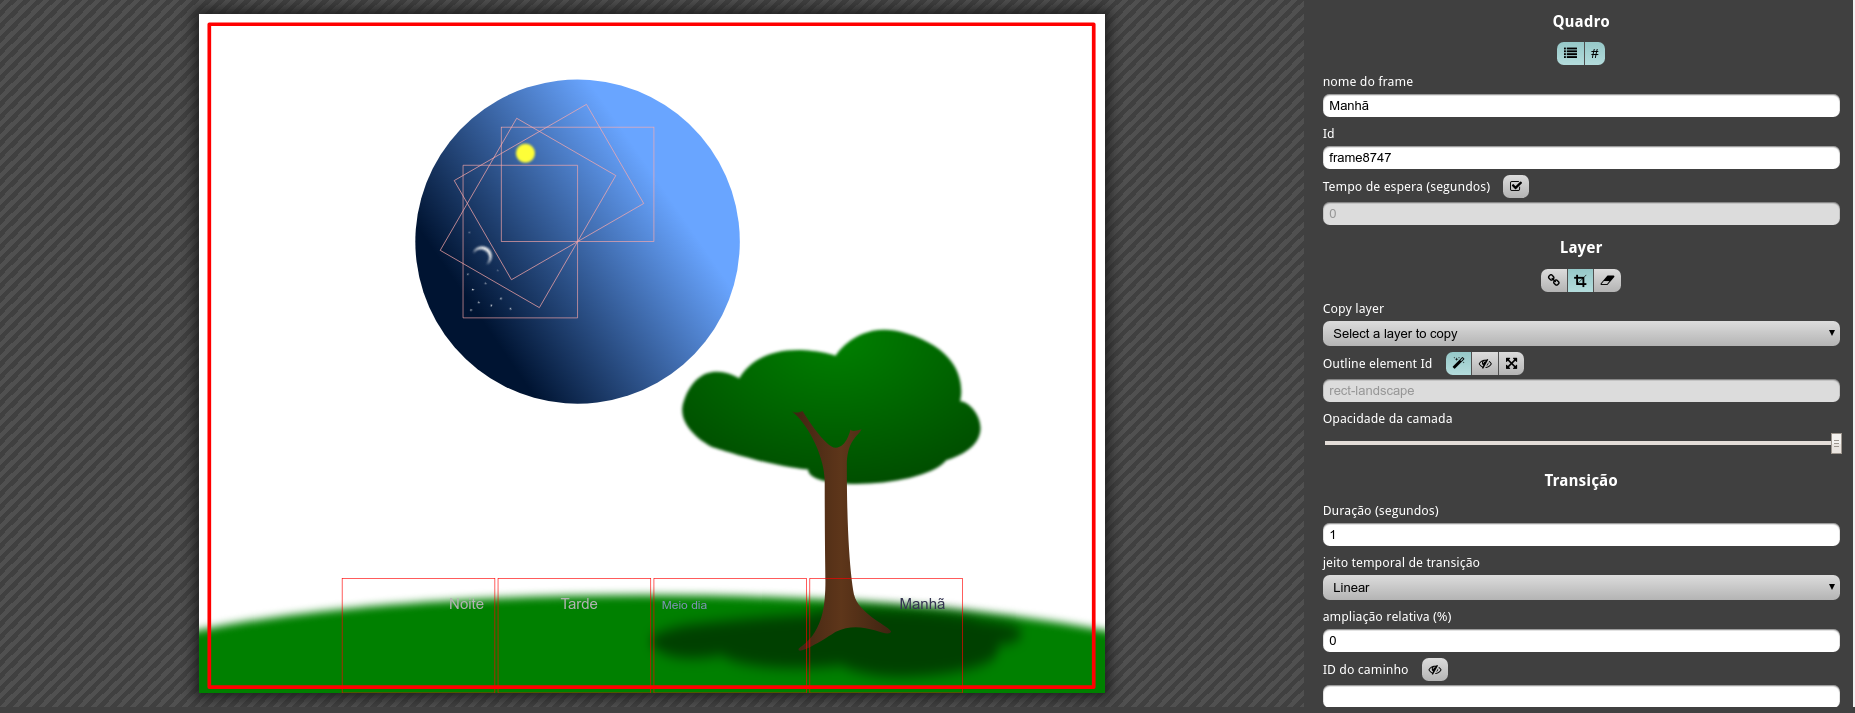 Noite
Tarde
Meio dia
Manhã
Quadro
#
nome do frame
Manhã
Id
frame8747
Tempo de espera (segundos)
0
Layer
Copy layer
Select a layer to copy
Outline element Id
rect-landscape
Opacidade da camada
Transição
Duração (segundos)
1
jeito temporal de transição
Linear
ampliação relativa (%)
0
ID do caminho